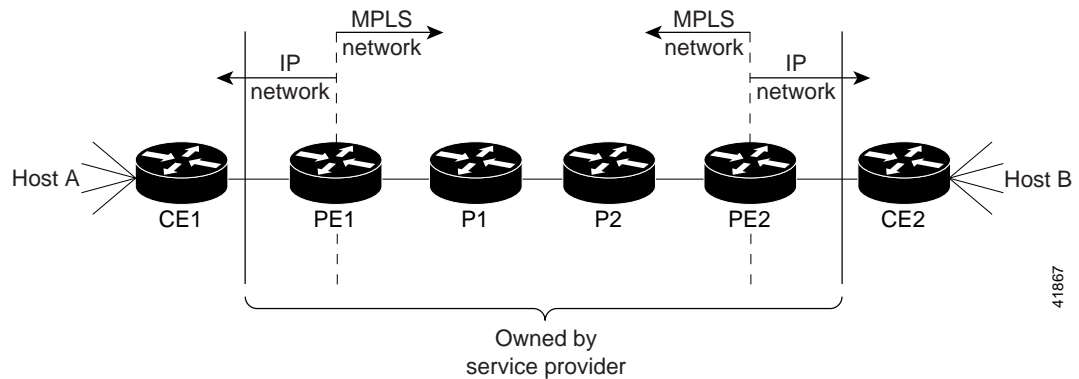 MPLS
network
MPLS
network
IP
network
IP
network
Host A
Host B
CE1
PE1
P1
P2
PE2
CE2
Owned by
service provider
41867